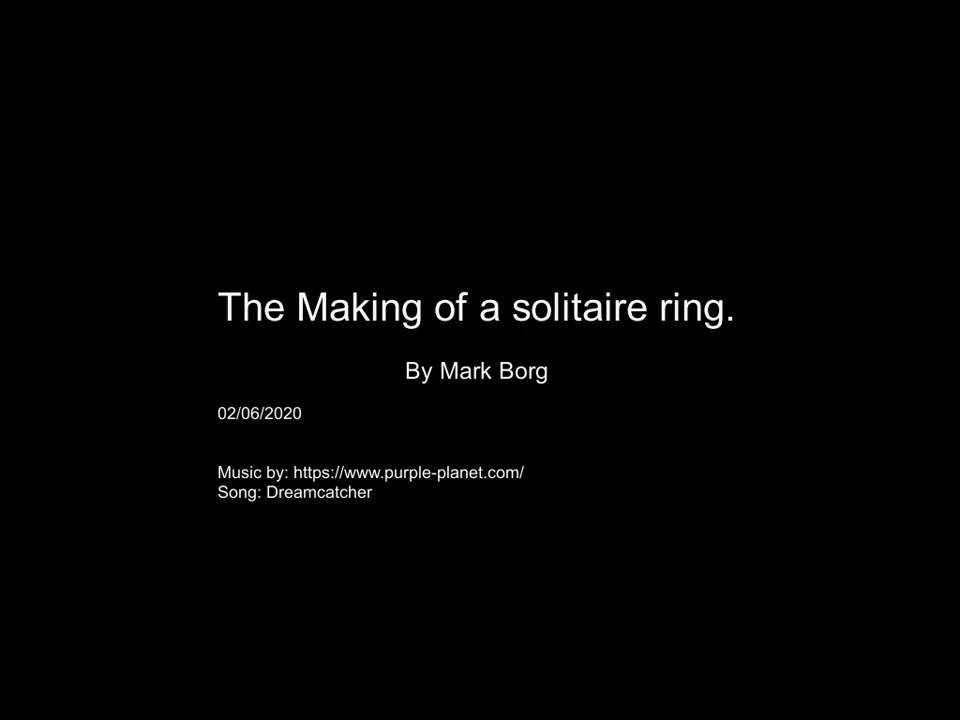 The Making of a solitaire ring.
By Mark Borg
02/06/2020
Music by: https://www.purple-planet.com/
Song: Dreamcatcher